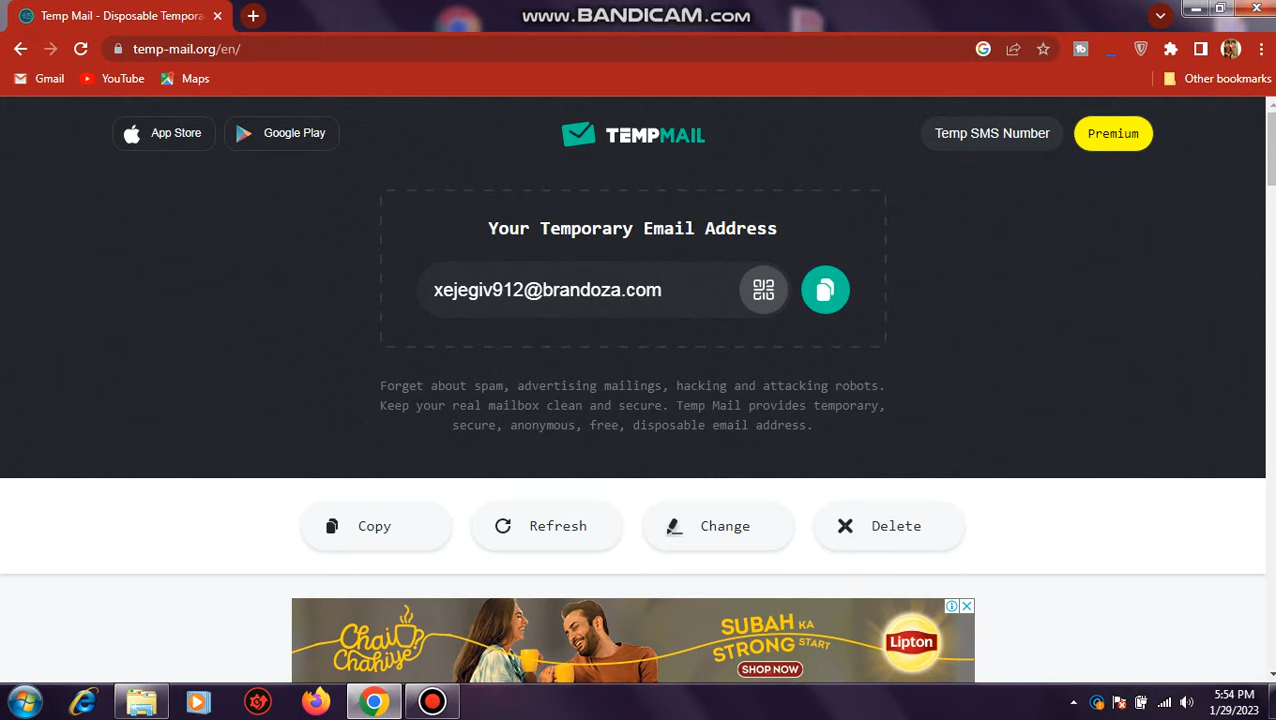 Temp Mail - Disposable Tempora
WWW.BANDICAM.COM
temp-mail.org/en/
Gmail
YouTube
Maps
Other bookmarks
App Store
Google Play
TEMPMAIL
Temp SMS Number
Premium
Your Temporary Email Address
xejegiv912@brandoza.com
Forget about spam, advertising mailings, hacking and attacking robots.
Keep your real mailbox clean and secure. Temp Mail provides temporary,
secure, anonymous, free, disposable email address.
Copy
Refresh
Change
Delete
Chai
Chahiye
SUBAH KA
STRONG START
SHOP NOW
Lipton
5:54 PM
1/29/2023